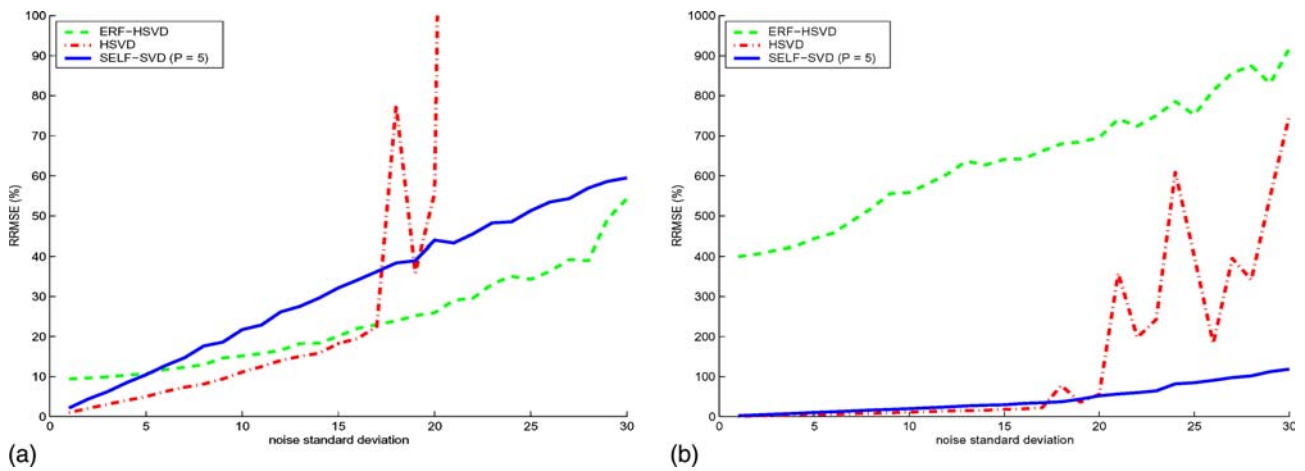 100
90
80
70
60
50
40
30
20
10
0
RRMSE (%)
ERF-HSVD
HSVD
SELF-SVD (P = 5)
0 5 10 15 20 25 30
noise standard deviation
(a)
1000
900
800
700
600
500
400
300
200
100
0
RRMSE (%)
ERF-HSVD
HSVD
SELF-SVD (P = 5)
0 5 10 15 20 25 30
noise standard deviation
(b)